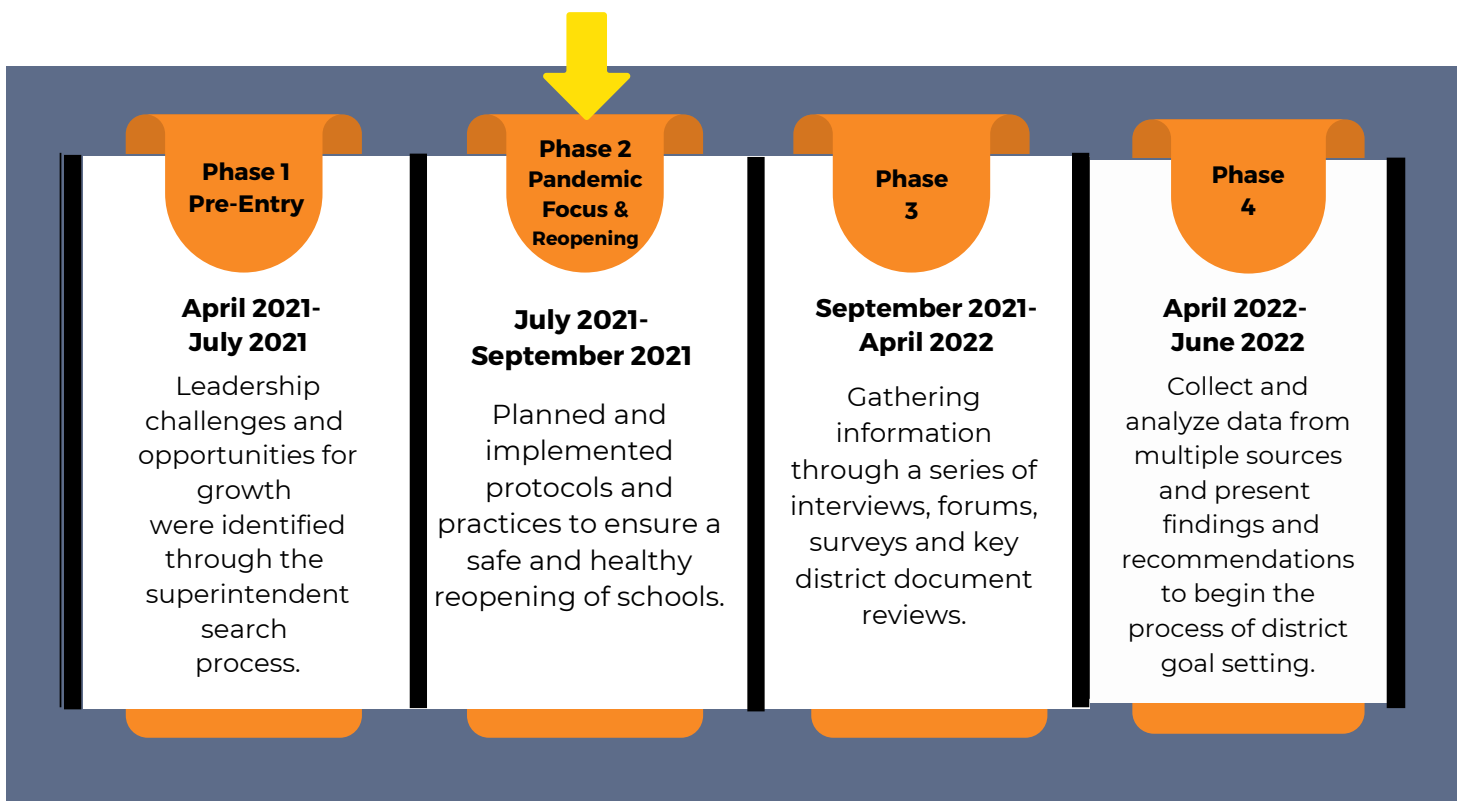 Phase 1
Pre-Entry
April 2021-
July 2021
Leadership
challenges and
opportunities for
growth
were identified
through the
superintendent
search
process.
Phase 2
Pandemic
Focus &
Reopening
July 2021-
September 2021
Planned and
implemented
protocols and
practices to ensure a
safe and healthy
reopening of schools.
Phase
3
September 2021-
April 2022
Gathering
information
through a series of
interviews, forums,
surveys and key
district document
reviews.
Phase
4
April 2022-
June 2022
Collect and
analyze data from
multiple sources
and present
findings and
recommendations
to begin the
process of district
goal setting.